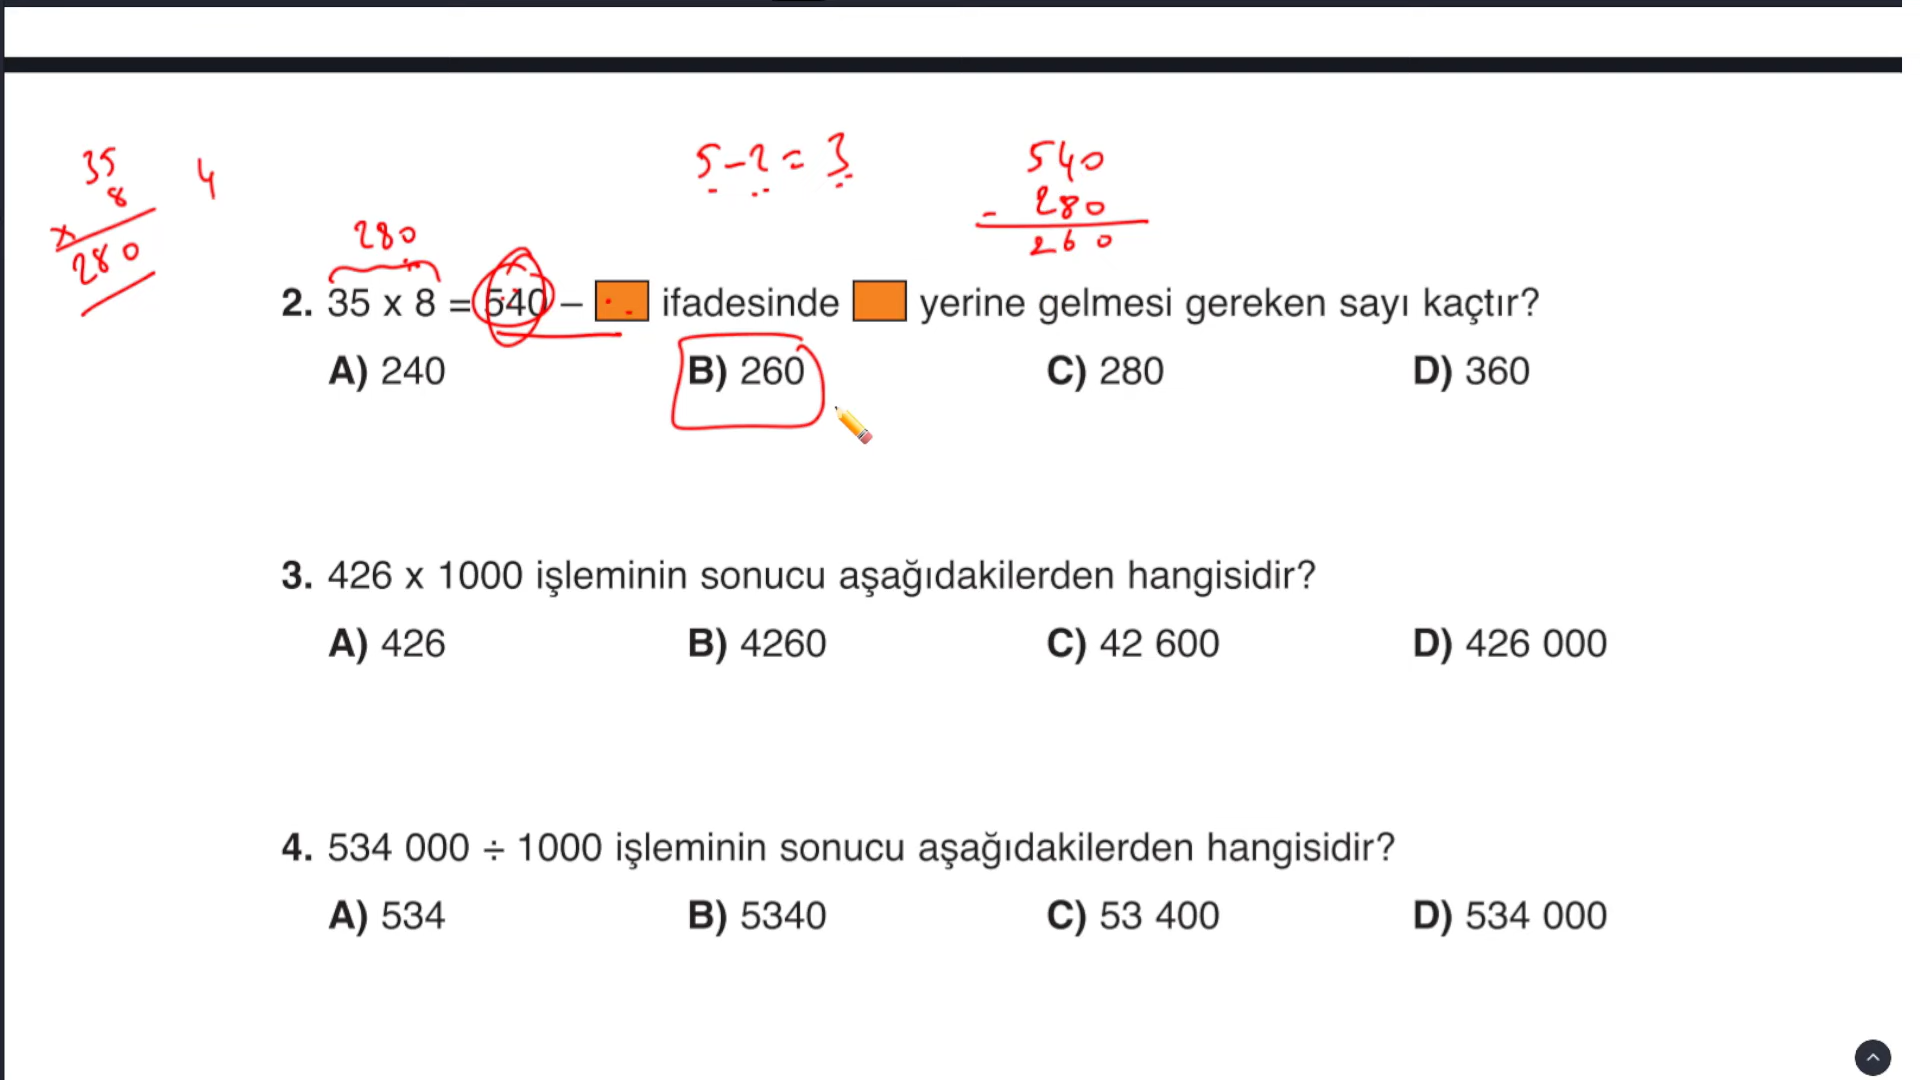 35
8
x
280
4
280
5-2=3
540
- 280
260
2. 35 x 8 = 540 – ifadesinde yerine gelmesi gereken sayı kaçtır?
A) 240 B) 260 C) 280 D) 360
3. 426 x 1000 işleminin sonucu aşağıdakilerden hangisidir?
A) 426 B) 4260 C) 42 600 D) 426 000
4. 534 000 ÷ 1000 işleminin sonucu aşağıdakilerden hangisidir?
A) 534 B) 5340 C) 53 400 D) 534 000